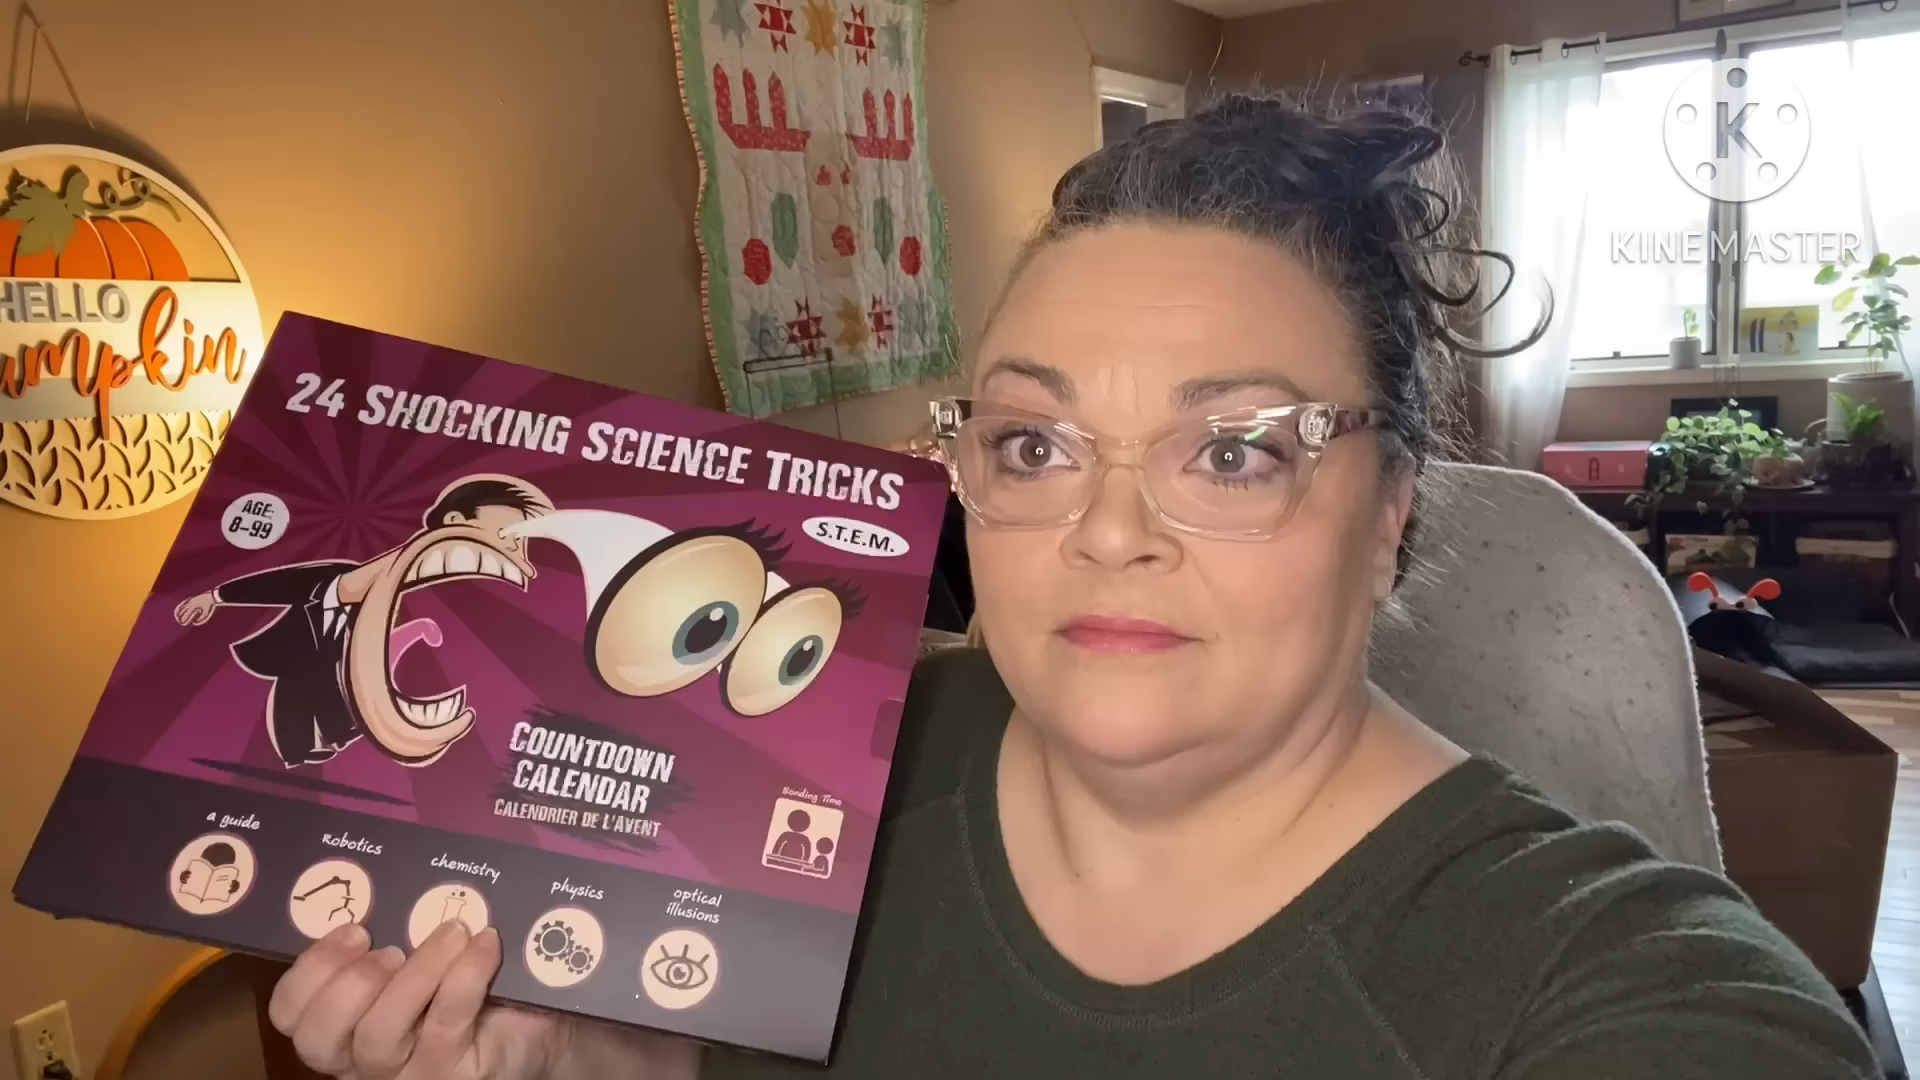 HELLO
pumpkin
24 SHOCKING SCIENCE TRICKS
AGE:
8-99
S.T.E.M.
COUNTDOWN
CALENDAR
CALENDRIER DE L'AVENT
Bonding Time
a guide
Robotics
chemistry
physics
optical
illusions
K
KINEMASTER